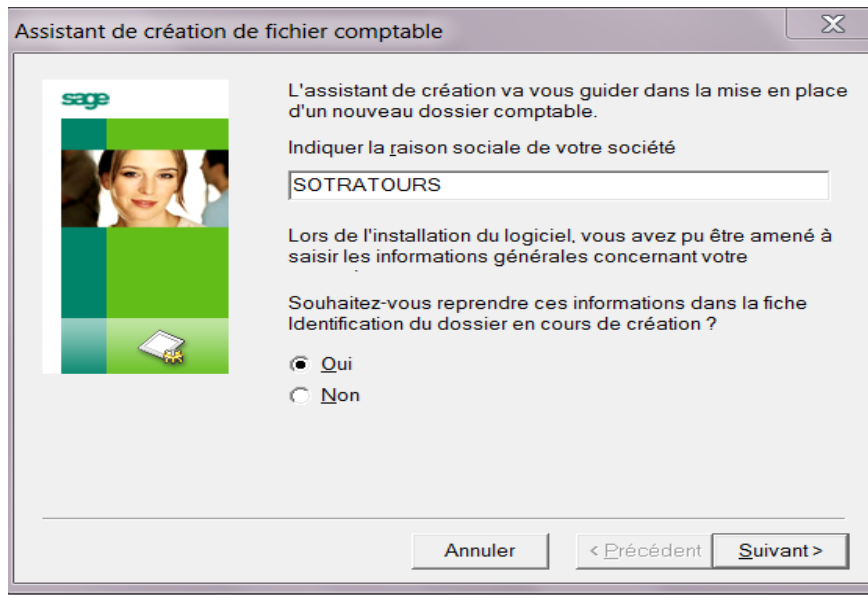 Assistant de création de fichier comptable
sage
L'assistant de création va vous guider dans la mise en place
d'un nouveau dossier comptable.
Indiquer la raison sociale de votre société
SOTRATOURS
Lors de l'installation du logiciel, vous avez pu être amené à
saisir les informations générales concernant votre
Souhaitez-vous reprendre ces informations dans la fiche
Identification du dossier en cours de création ?
Oui
Non
Annuler
< Précédent
Suivant >